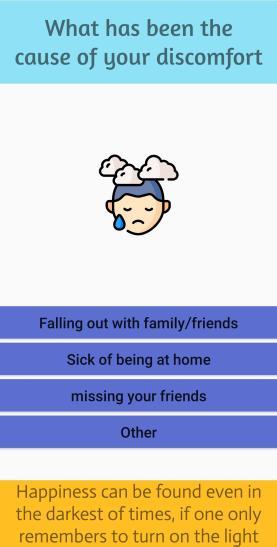 What has been the
cause of your discomfort
Falling out with family/friends
Sick of being at home
missing your friends
Other
Happiness can be found even in
the darkest of times, if one only
remembers to turn on the light